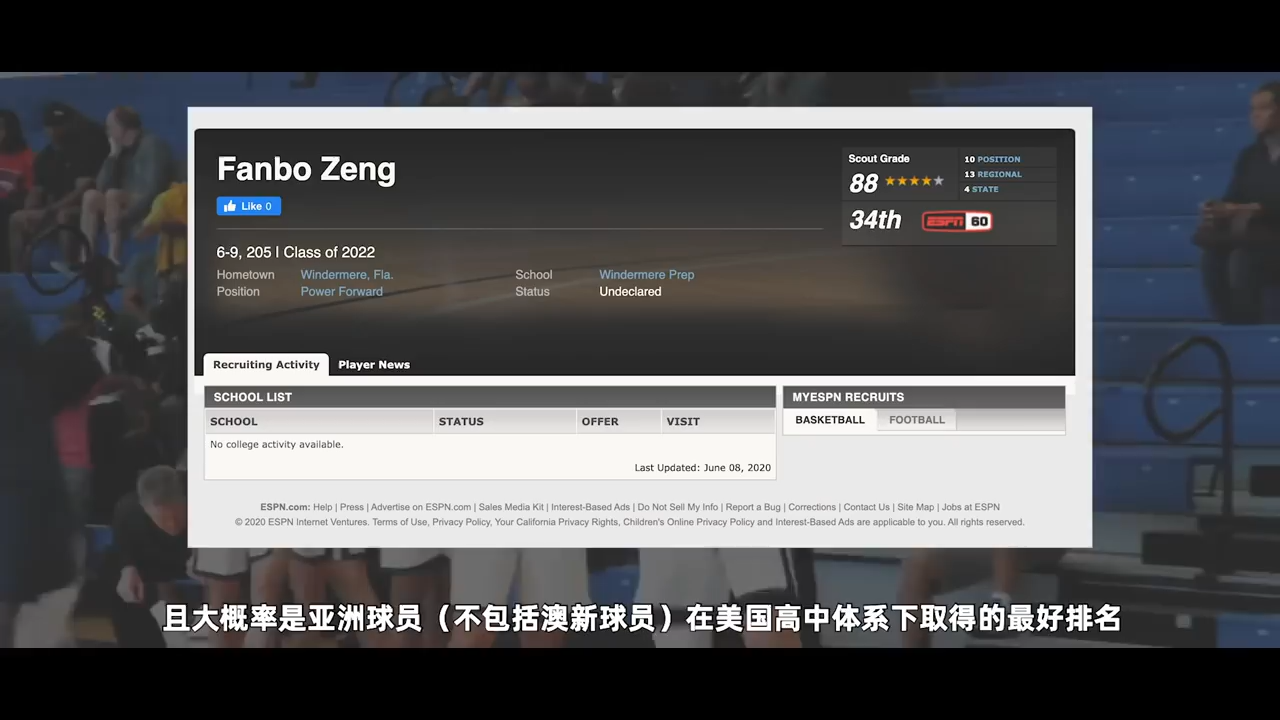 Fanbo Zeng
Like 0
6-9, 205 | Class of 2022
Hometown Windermere, Fla. School Windermere Prep
Position Power Forward Status Undeclared
Scout Grade
88
10 POSITION
13 REGIONAL
4 STATE
34th ESPN 60
Recruiting Activity Player News
SCHOOL LIST
SCHOOL STATUS OFFER VISIT
No college activity available.
Last Updated: June 08, 2020
MYESPN RECRUITS
BASKETBALL FOOTBALL
ESPN.com: Help | Press | Advertise on ESPN.com | Sales Media Kit | Interest-Based Ads | Do Not Sell My Info | Report a Bug | Corrections | Contact Us | Site Map | Jobs at ESPN
© 2020 ESPN Internet Ventures. Terms of Use, Privacy Policy, Your California Privacy Rights, Children's Online Privacy Policy and Interest-Based Ads are applicable to you. All rights reserved.
且大概率是亚洲球员（不包括澳新球员）在美国高中体系下取得的最好排名